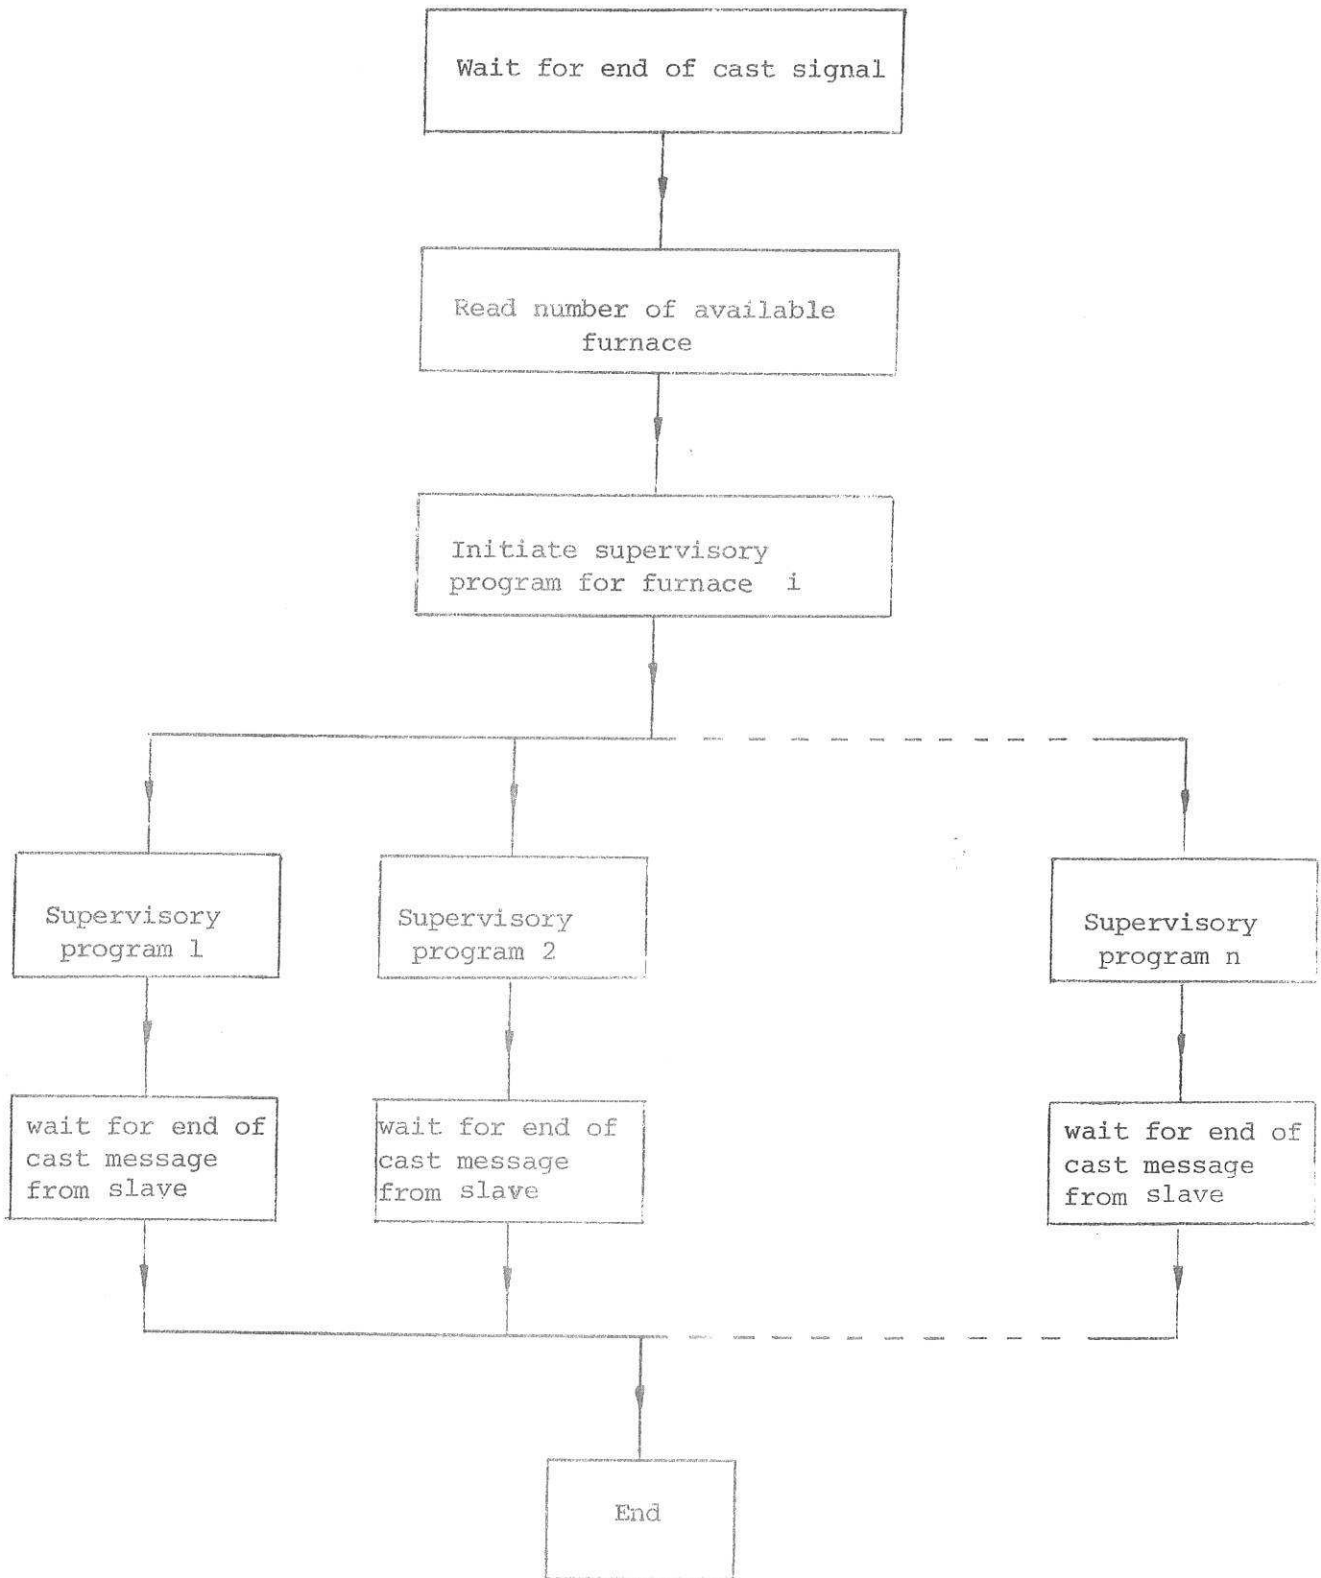 Wait for end of cast signal
Read number of available
furnace
Initiate supervisory
program for furnace i
Supervisory
program 1
Supervisory
program 2
Supervisory
program n
wait for end of
cast message
from slave
wait for end of
cast message
from slave
wait for end of
cast message
from slave
End